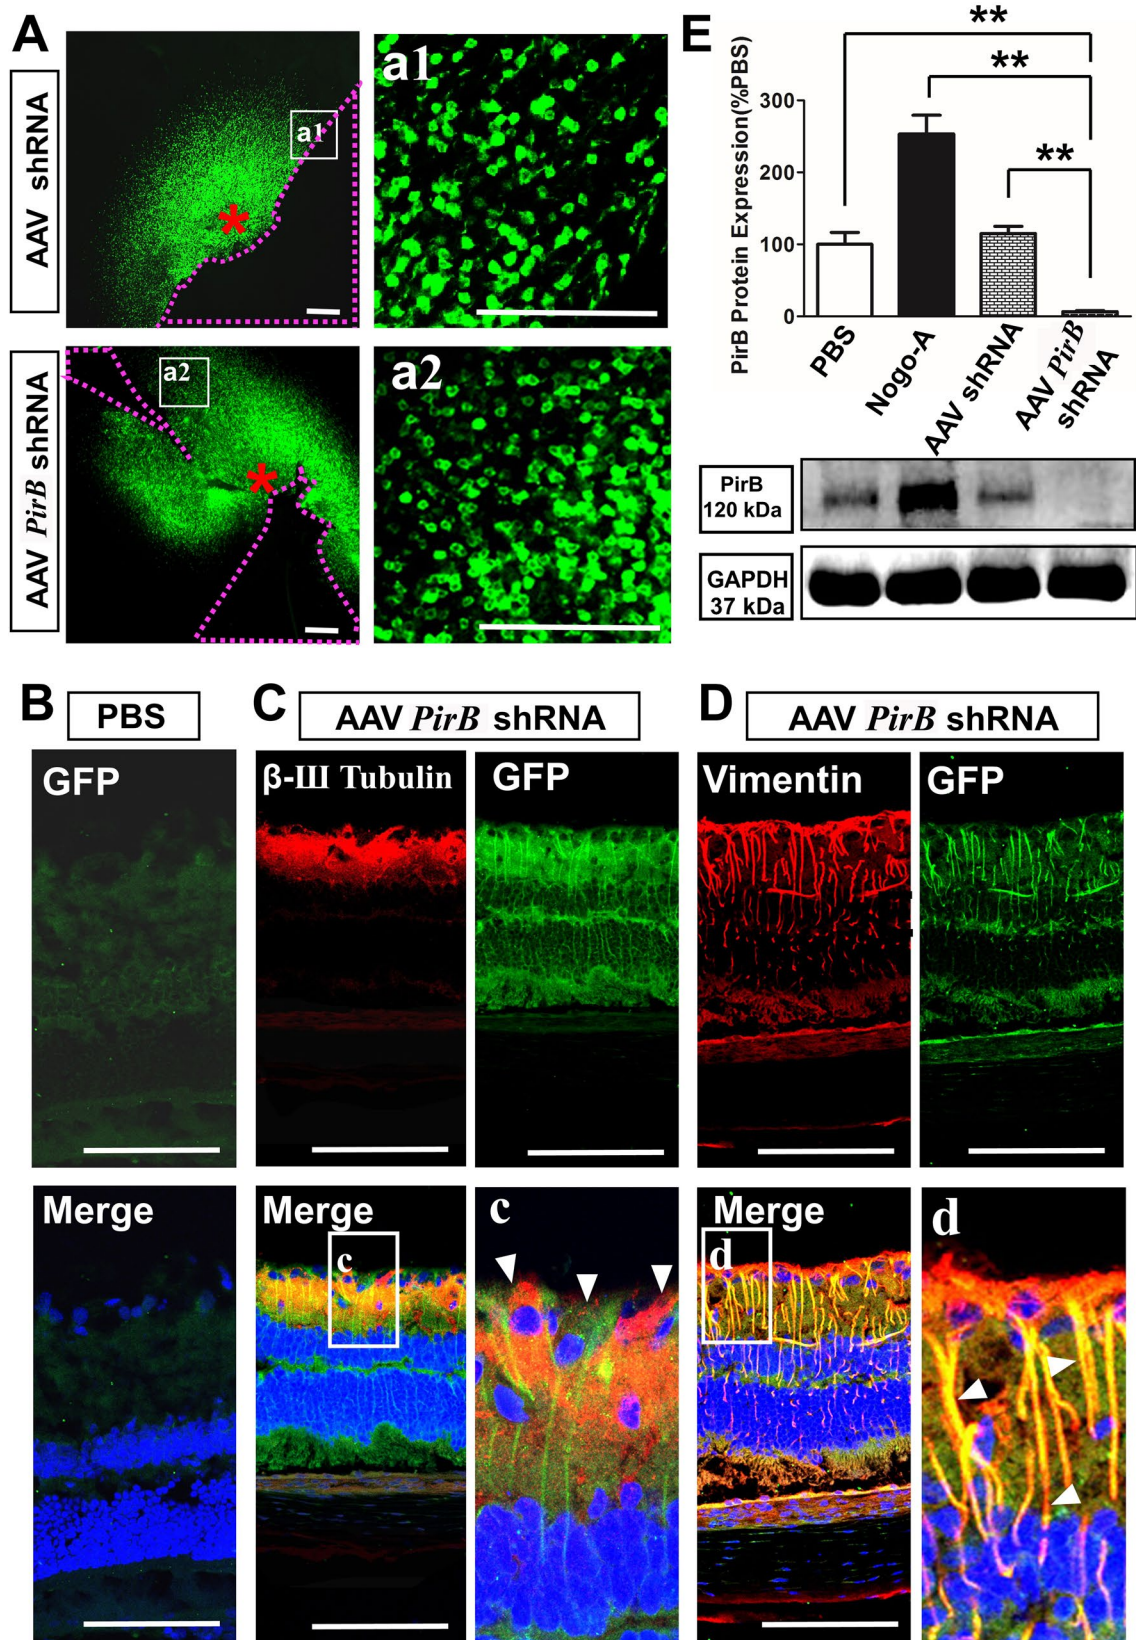 A
AAV shRNA
a1
a1
*
AAV PirB shRNA
a2
a2
*
E
**
**
**
PirB Protein Expression(%PBS)
300
200
100
0
PBS
Nogo-A
AAV shRNA
AAV PirB
shRNA
PirB
120 kDa
GAPDH
37 kDa
B
PBS
GFP
Merge
C
AAV PirB shRNA
β-III Tubulin
GFP
Merge
c
c
D
AAV PirB shRNA
Vimentin
GFP
Merge
d
d